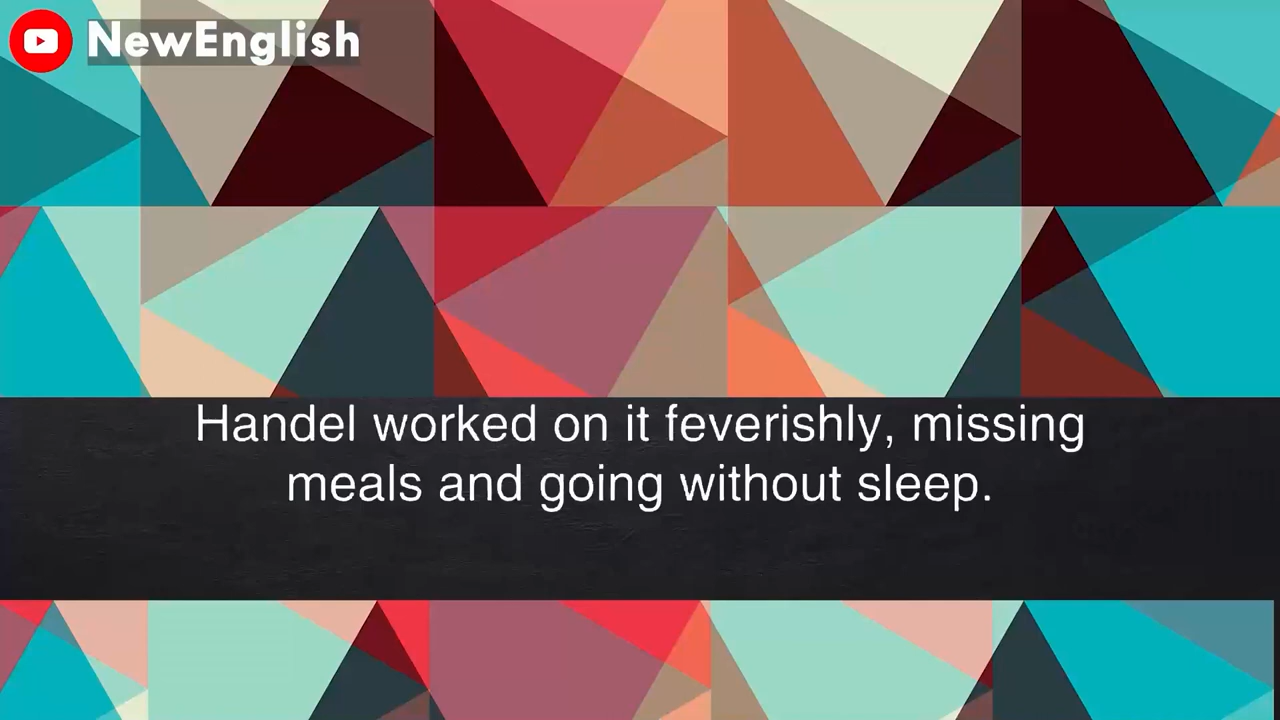 NewEnglish
Handel worked on it feverishly, missing
meals and going without sleep.